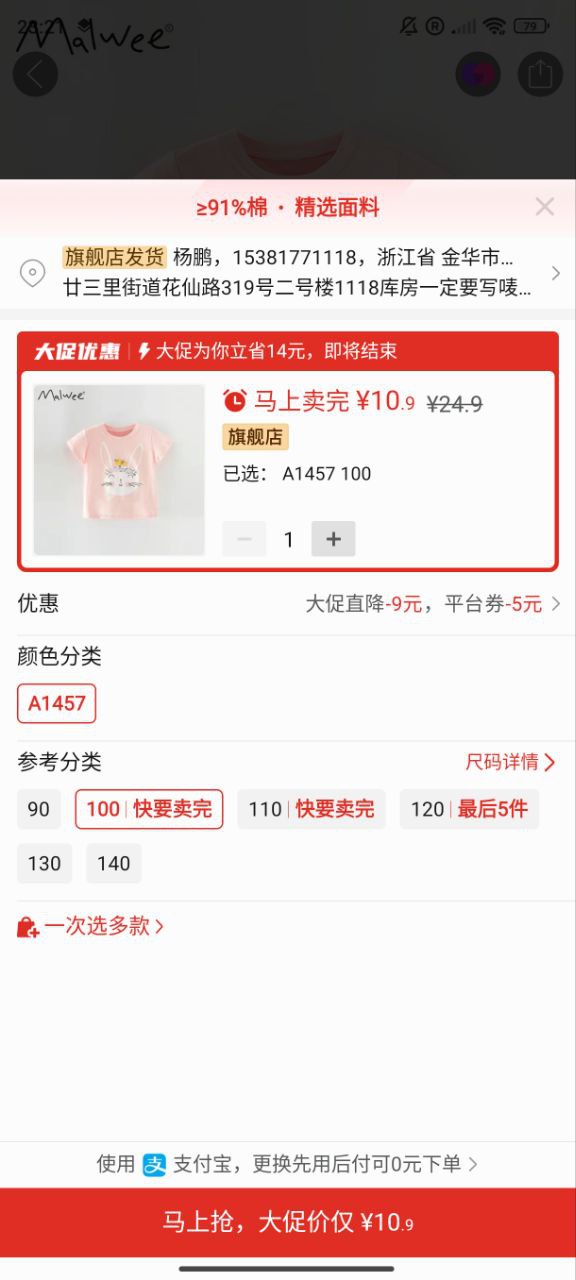 Malwee
79
≥91%棉 · 精选面料
旗舰店发货 杨鹏，15381771118，浙江省 金华市...
廿三里街道花仙路319号二号楼1118库房一定要写唛...
大促优惠 大促为你立省14元，即将结束
Malwee
马上卖完 ¥10.9 ¥24.9
旗舰店
已选： A1457 100
1
优惠 大促直降-9元，平台券-5元
颜色分类
A1457
参考分类 尺码详情
90 100 快要卖完 110 快要卖完 120 最后5件
130 140
一次选多款
使用 支 支付宝，更换先用后付可0元下单
马上抢，大促价仅 ¥10.9